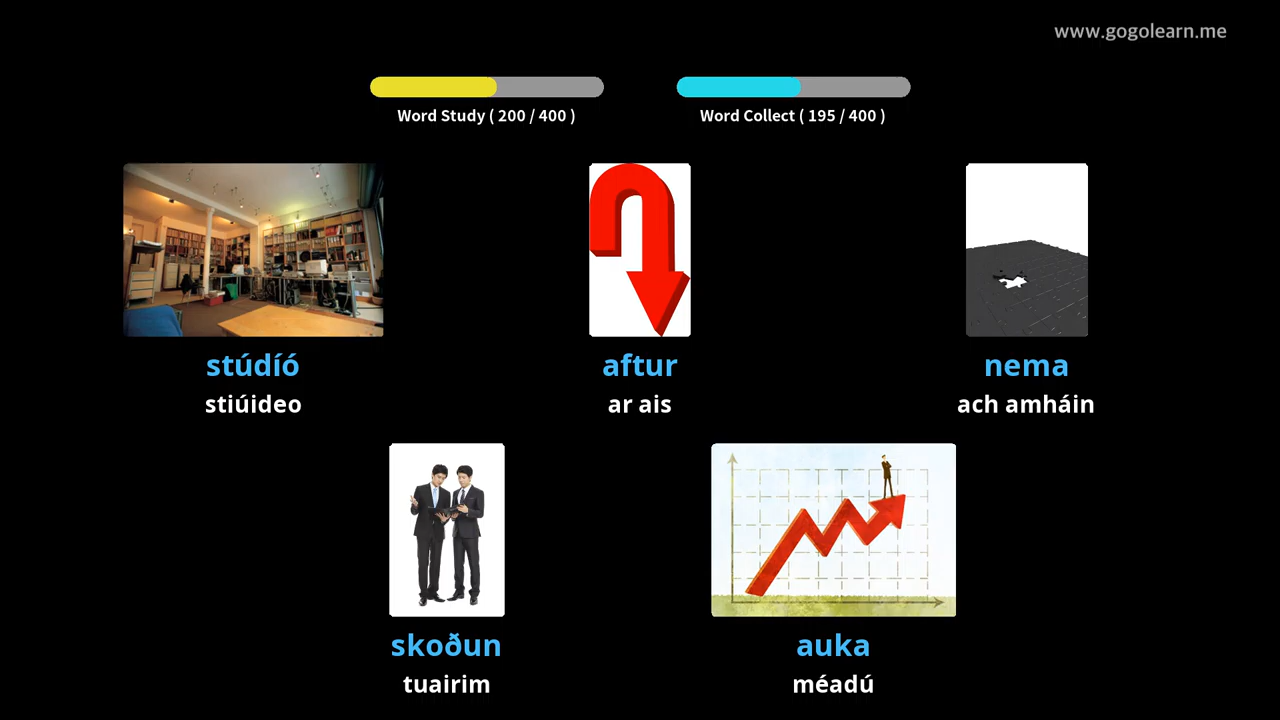 www.gogolearn.me
Word Study ( 200 / 400 )
Word Collect ( 195 / 400 )
stúdíó
stiúideo
aftur
ar ais
nema
ach amháin
skoðun
tuairim
auka
méadú